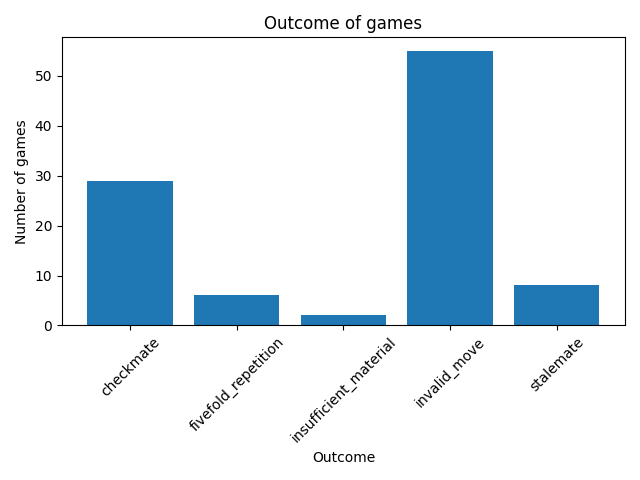 Outcome of games
Number of games
50
40
30
20
10
0
checkmate
fivefold_repetition
insufficient_material
invalid_move
stalemate
Outcome